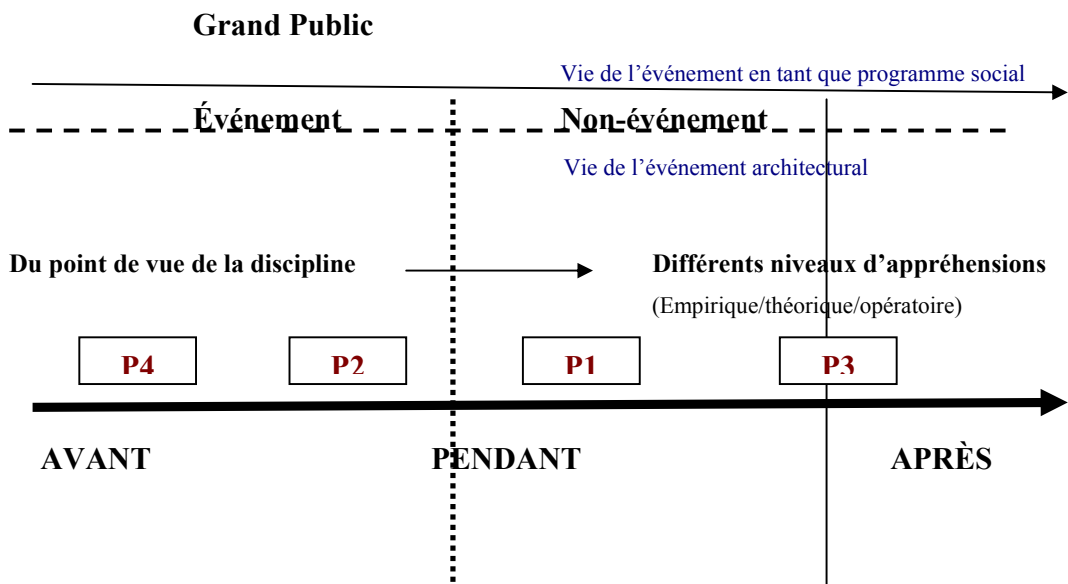 Grand Public
Vie de l’événement en tant que programme social
Événement Non-événement
Vie de l’événement architectural
Du point de vue de la discipline Différents niveaux d’appréhensions
(Empirique/théorique/opératoire)
P4 P2 P1 P3
AVANT PENDANT APRÈS